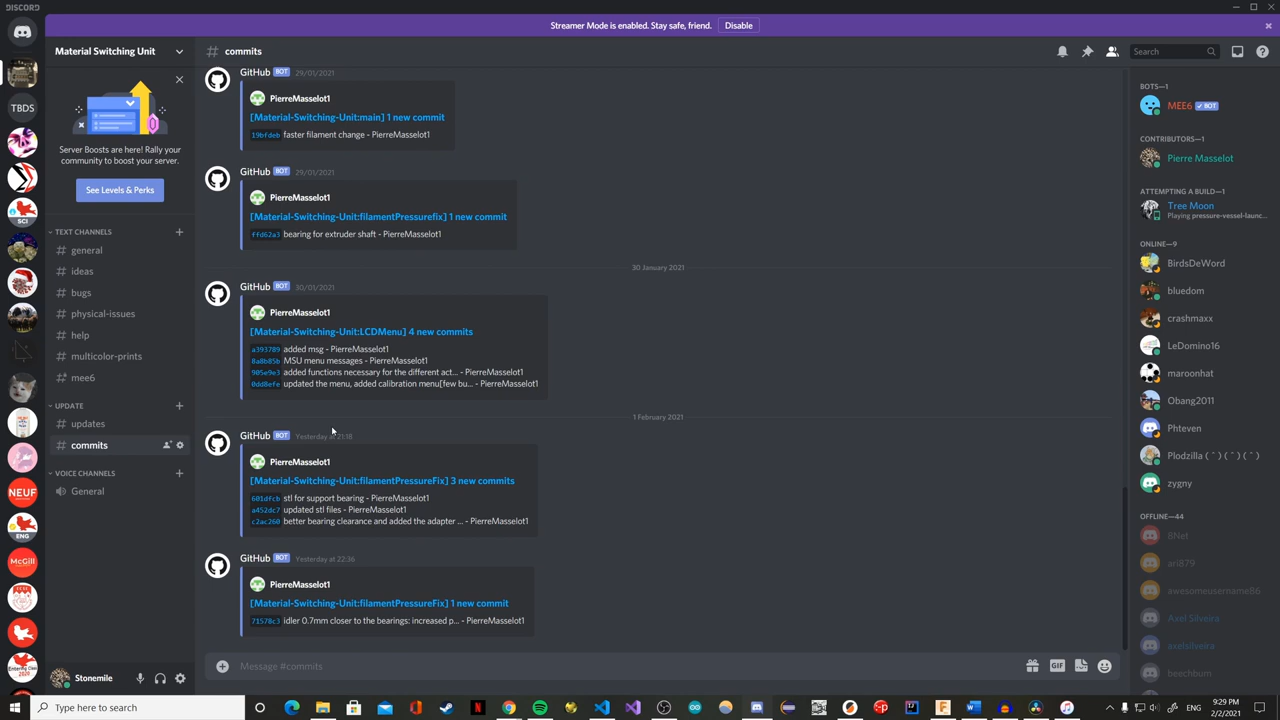 DISCORD
Streamer Mode is enabled. Stay safe, friend. Disable
Material Switching Unit
Server Boosts are here! Rally your
community to boost your server.
See Levels & Perks
TEXT CHANNELS
# general
# ideas
# bugs
# physical-issues
# help
# multicolor-prints
# mee6
UPDATE
# updates
# commits
VOICE CHANNELS
General
Stonemile
TBDS
SCI
NEUF
ENG
McGill
Entering Class
2020
# commits
Search
GitHub BOT 29/01/2021
PierreMasselot1
[Material-Switching-Unit:main] 1 new commit
19bfdeb faster filament change - PierreMasselot1
GitHub BOT 29/01/2021
PierreMasselot1
[Material-Switching-Unit:filamentPressurefix] 1 new commit
ffd62a3 bearing for extruder shaft - PierreMasselot1
30 January 2021
GitHub BOT 30/01/2021
PierreMasselot1
[Material-Switching-Unit:LCDMenu] 4 new commits
a393789 added msg - PierreMasselot1
8a8b85b MSU menu messages - PierreMasselot1
905e9e3 added functions necessary for the different act... - PierreMasselot1
0dd8efe updated the menu, added calibration menu[few bu... - PierreMasselot1
1 February 2021
GitHub BOT Yesterday at 21:18
PierreMasselot1
[Material-Switching-Unit:filamentPressureFix] 3 new commits
601dfcb stl for support bearing - PierreMasselot1
a452dc7 updated stl files - PierreMasselot1
c2ac260 better bearing clearance and added the adapter ... - PierreMasselot1
GitHub BOT Yesterday at 22:36
PierreMasselot1
[Material-Switching-Unit:filamentPressureFix] 1 new commit
71578c3 idler 0.7mm closer to the bearings: increased p... - PierreMasselot1
Message #commits
GIF
BOTS—1
MEE6 BOT
CONTRIBUTORS—1
Pierre Masselot
ATTEMPTING A BUILD—1
Tree Moon
Playing pressure-vessel-launc...
ONLINE—9
BirdsDeWord
bluedom
crashmaxx
LeDomino16
maroonhat
Obang2011
Phteven
Plodzilla ( ˆ ) ( ˆ ) ( ˆ )
zygny
OFFLINE—44
8Net
ari879
awesomeusername86
Axel Silveira
axelsilveira
beechburn
Type here to search
9:29 PM
2/2/2021